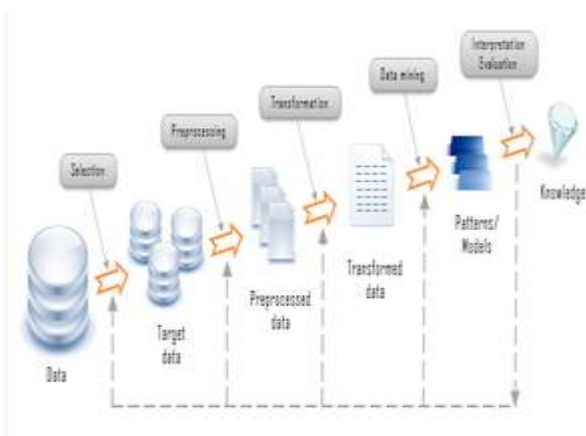 Interpretation
Evaluation
Data mining
Transformation
Preprocessing
Selection
Knowledge
Patterns/
Models
Transformed
data
Preprocessed
data
Target
data
Data